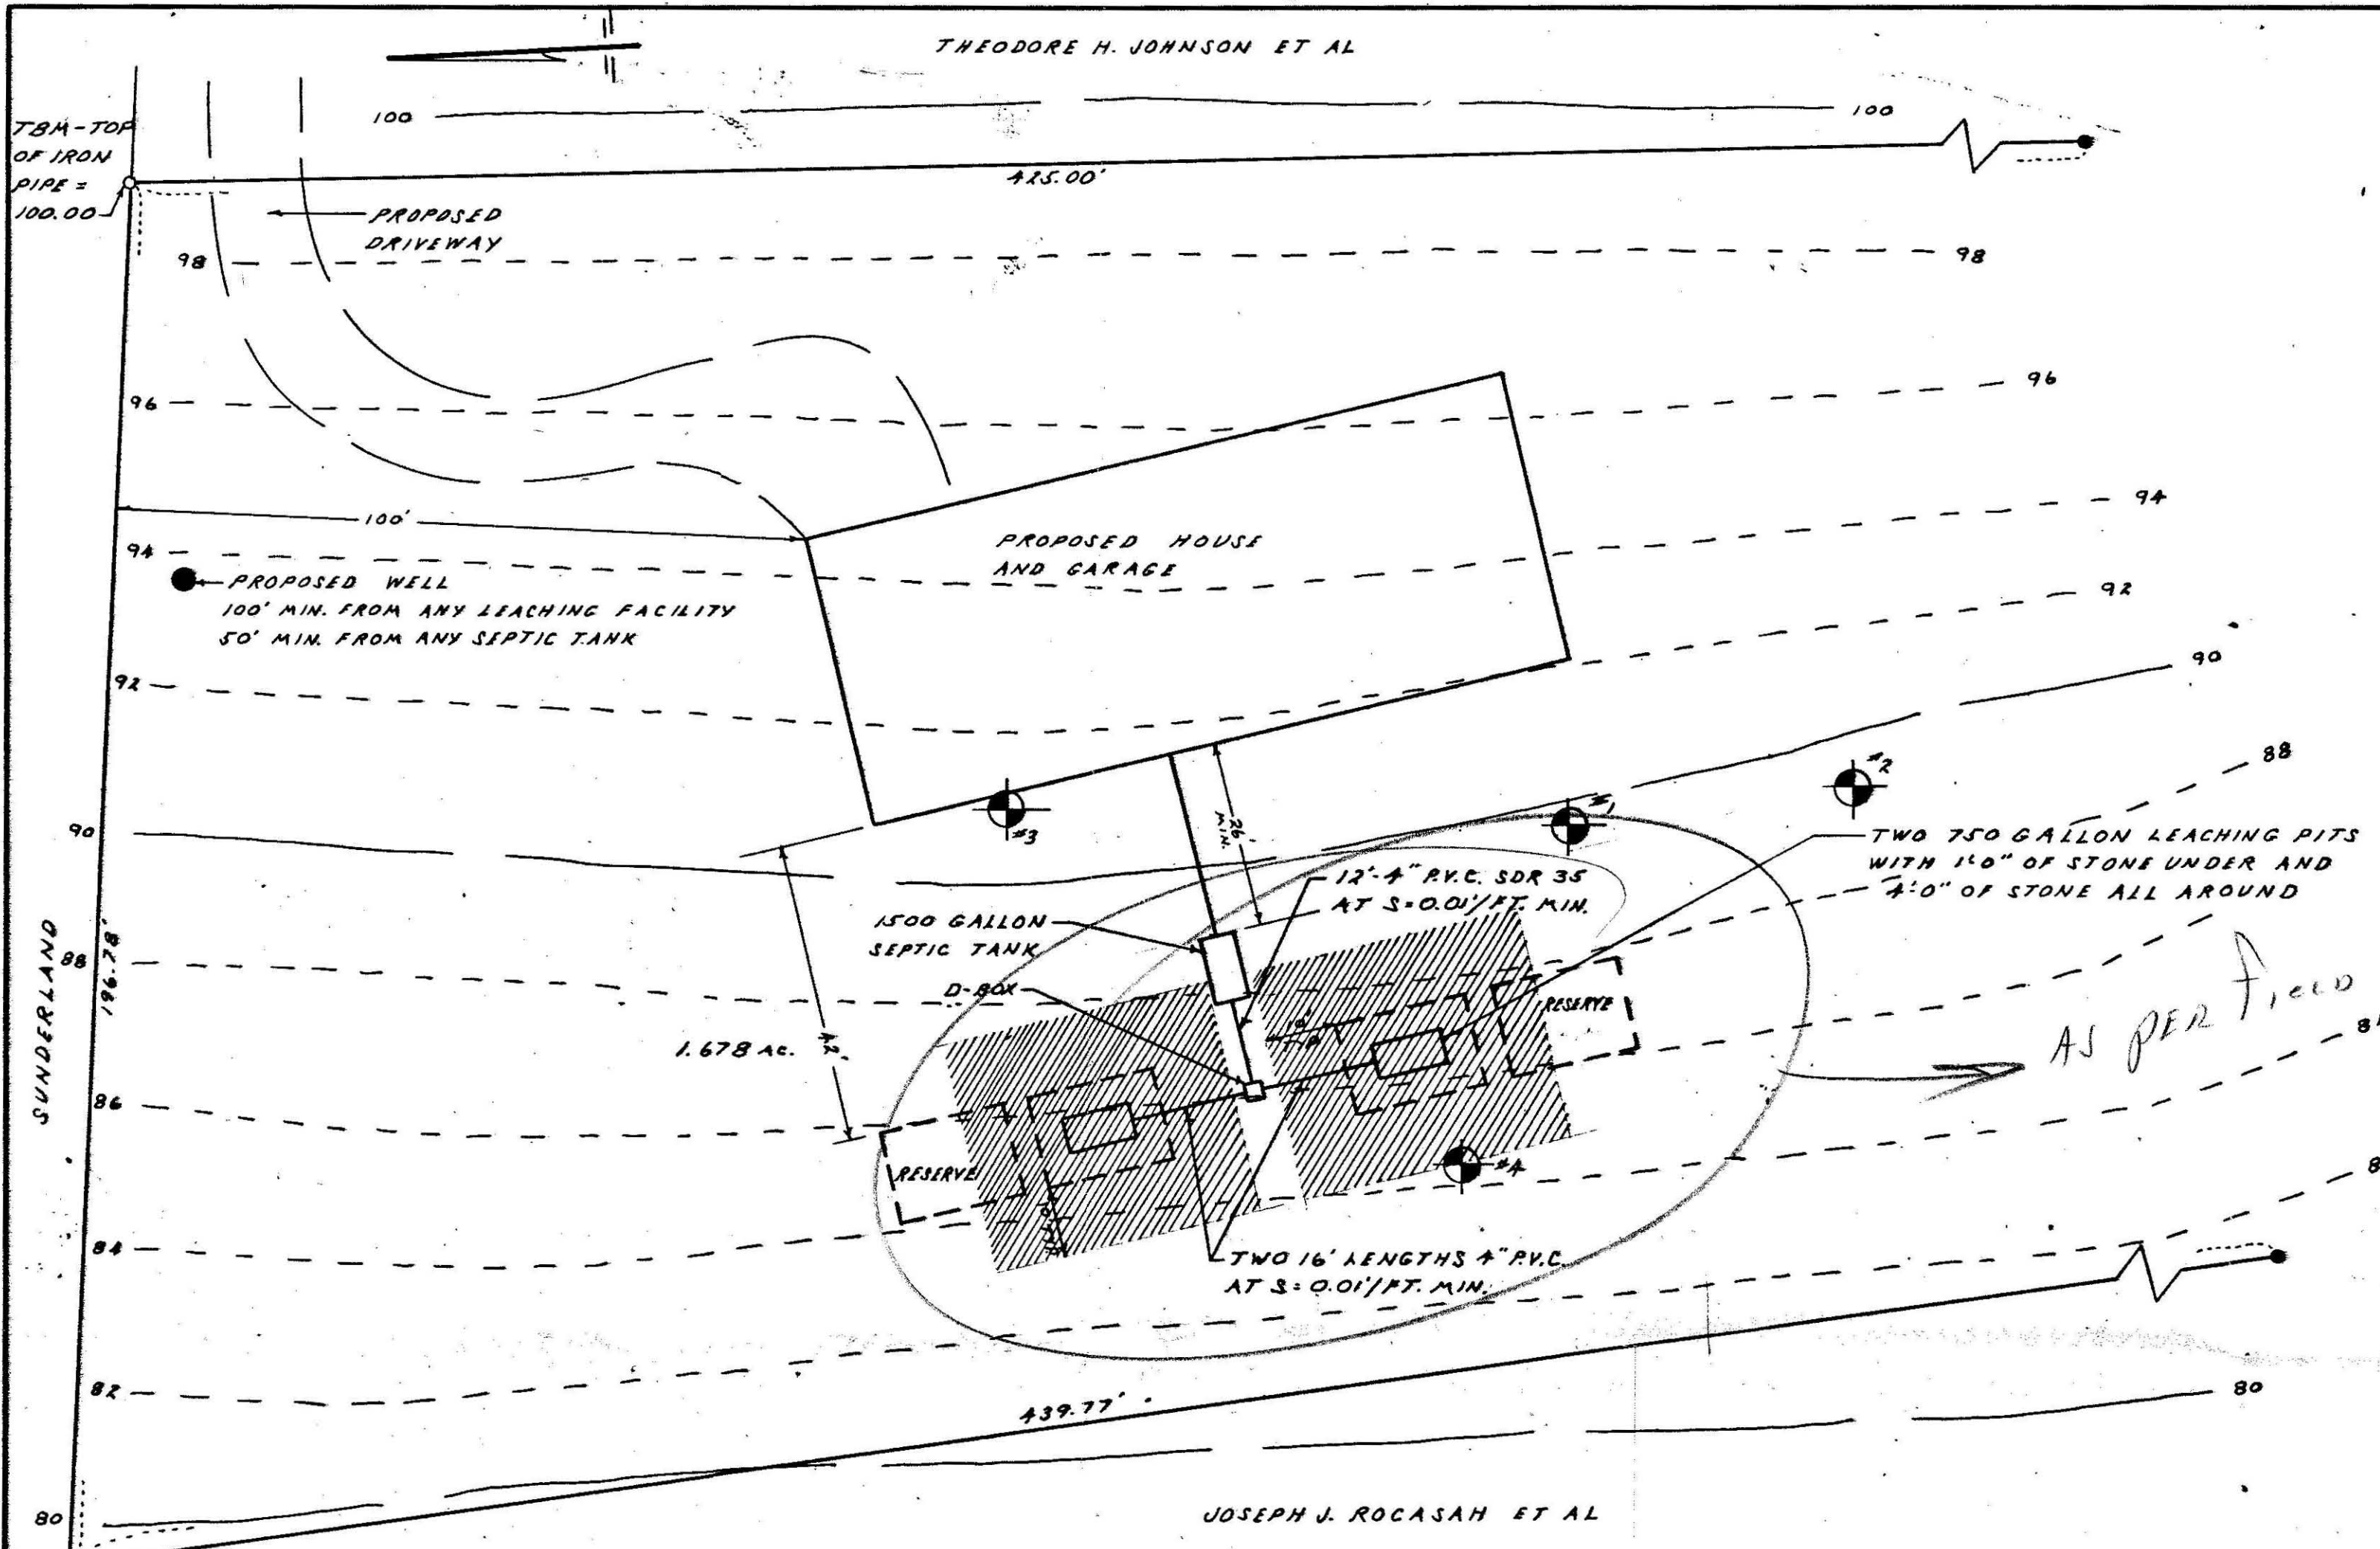 THEODORE H. JOHNSON ET AL
100
100
TBM-TOP
OF IRON
PIPE =
100.00
425.00'
PROPOSED
DRIVEWAY
98
98
96
96
100'
94
94
PROPOSED HOUSE
AND GARAGE
PROPOSED WELL
100' MIN. FROM ANY LEACHING FACILITY
50' MIN. FROM ANY SEPTIC TANK
92
92
90
90
88
#2
#1
#3
26'
MIN.
TWO 750 GALLON LEACHING PITS
WITH 1'-0" OF STONE UNDER AND
4'-0" OF STONE ALL AROUND
12'-4" P.V.C. SDR 35
AT S=0.01'/FT. MIN.
1500 GALLON
SEPTIC TANK
D-BOX
SUNDERLAND
196.78'
88
1.678 AC.
42'
10'
TYP
RESERVE
AS PER FIELD
86
RESERVE
#4
84
TWO 16' LENGTHS 4" P.V.C.
AT S=0.01'/FT. MIN.
82
439.77'
80
80
JOSEPH J. ROCASAH ET AL